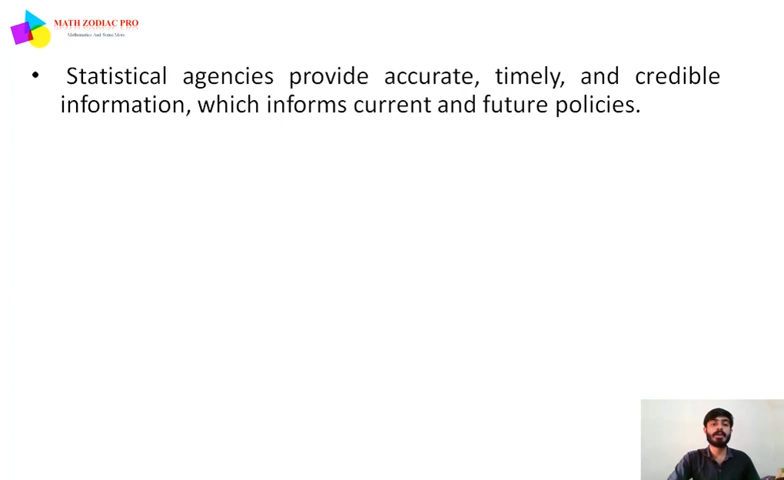 MATH ZODIAC PRO
Mathematics And Some More
• Statistical agencies provide accurate, timely, and credible
information, which informs current and future policies.